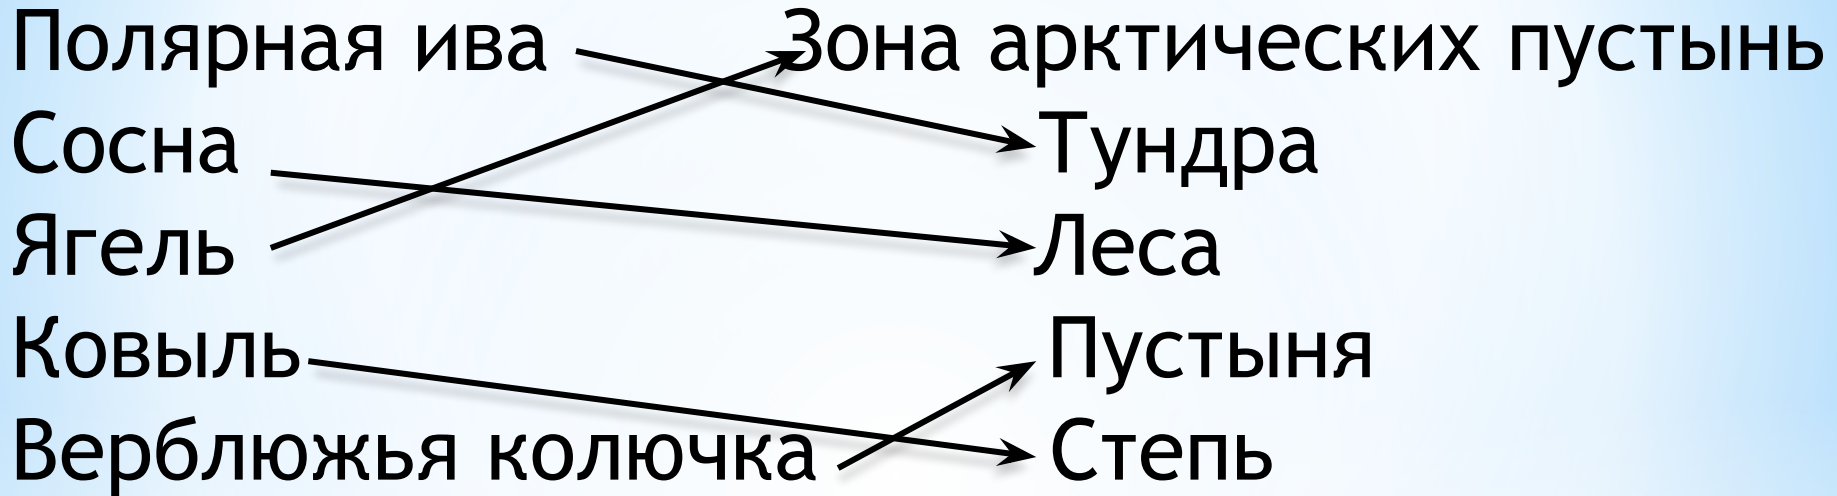 Полярная ива Зона арктических пустынь
Сосна Тундра
Ягель Леса
Ковыль Пустыня
Верблюжья колючка Степь